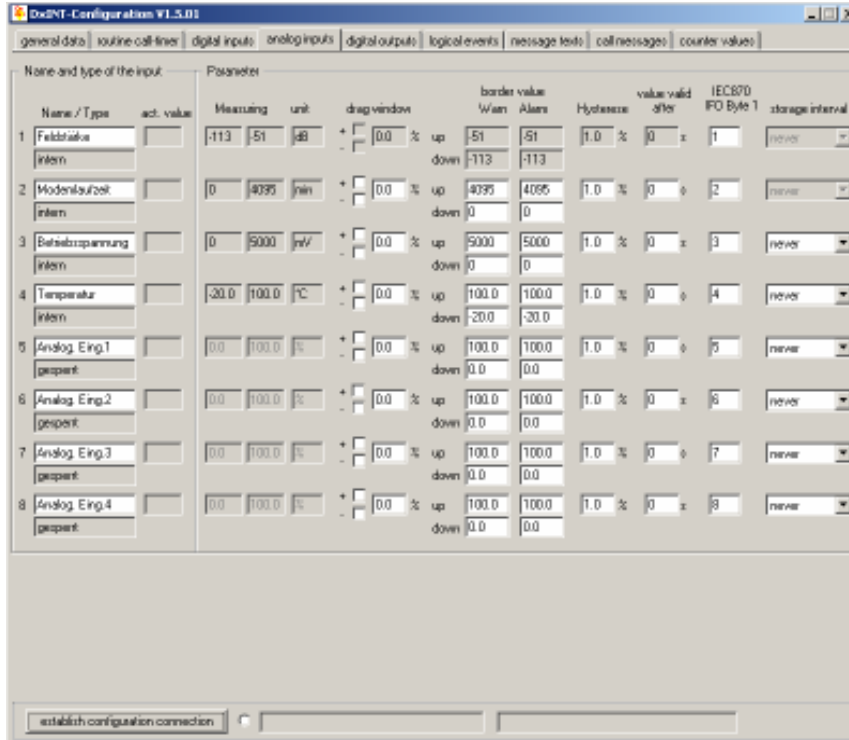 DxINT-Configuration V1.5.01
general data routine call-timer digital inputs analog inputs digital outputs logical events message texts call messages counter values
Name and type of the input Parameter
border value value valid IEC870
Name / Type act. value Measuring unit drag window Warn Alarm Hysterese after IFO Byte 1 storage interval
1 Feldstärke -113 -51 dB + 0.0 % up -51 -51 1.0 % 0 s 1 never
intern - down -113 -113
2 Modemlaufzeit 0 4095 min + 0.0 % up 4095 4095 1.0 % 0 s 2 never
intern - down 0 0
3 Betriebsspannung 0 5000 mV + 0.0 % up 5000 5000 1.0 % 0 s 3 never
intern - down 0 0
4 Temperatur -20.0 100.0 °C + 0.0 % up 100.0 100.0 1.0 % 0 s 4 never
intern - down -20.0 -20.0
5 Analog. Eing.1 0.0 100.0 % + 0.0 % up 100.0 100.0 1.0 % 0 s 5 never
gesperrt - down 0.0 0.0
6 Analog. Eing.2 0.0 100.0 % + 0.0 % up 100.0 100.0 1.0 % 0 s 6 never
gesperrt - down 0.0 0.0
7 Analog. Eing.3 0.0 100.0 % + 0.0 % up 100.0 100.0 1.0 % 0 s 7 never
gesperrt - down 0.0 0.0
8 Analog. Eing.4 0.0 100.0 % + 0.0 % up 100.0 100.0 1.0 % 0 s 8 never
gesperrt - down 0.0 0.0
establish configuration connection